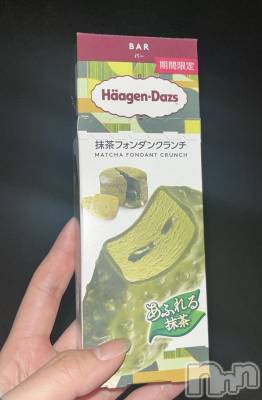 BAR
バー
期間限定
Häagen-Dazs
抹茶フォンダンクランチ
MATCHA FONDANT CRUNCH
あふれる
抹茶